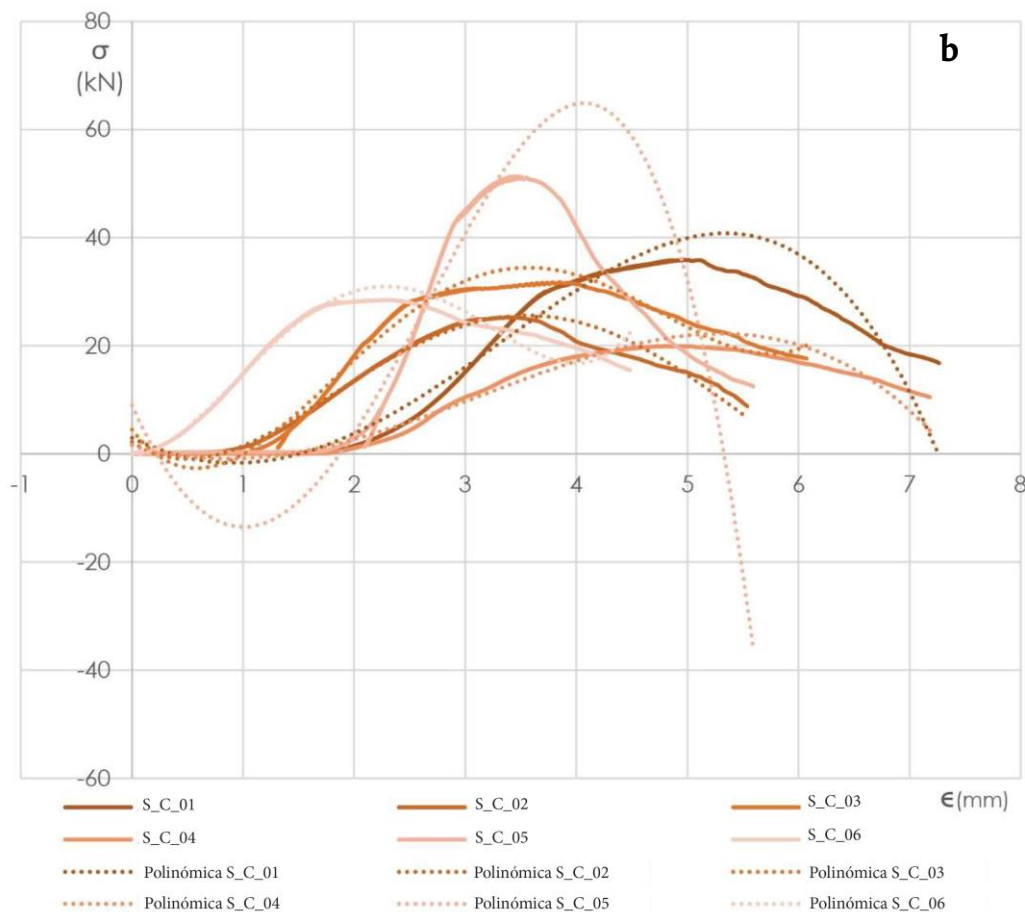 80
σ
(kN)
b
60
40
20
0
-1 0 1 2 3 4 5 6 7 8
-20
-40
-60
ϵ(mm)
S_C_01 S_C_02 S_C_03
S_C_04 S_C_05 S_C_06
Polinómica S_C_01 Polinómica S_C_02 Polinómica S_C_03
Polinómica S_C_04 Polinómica S_C_05 Polinómica S_C_06